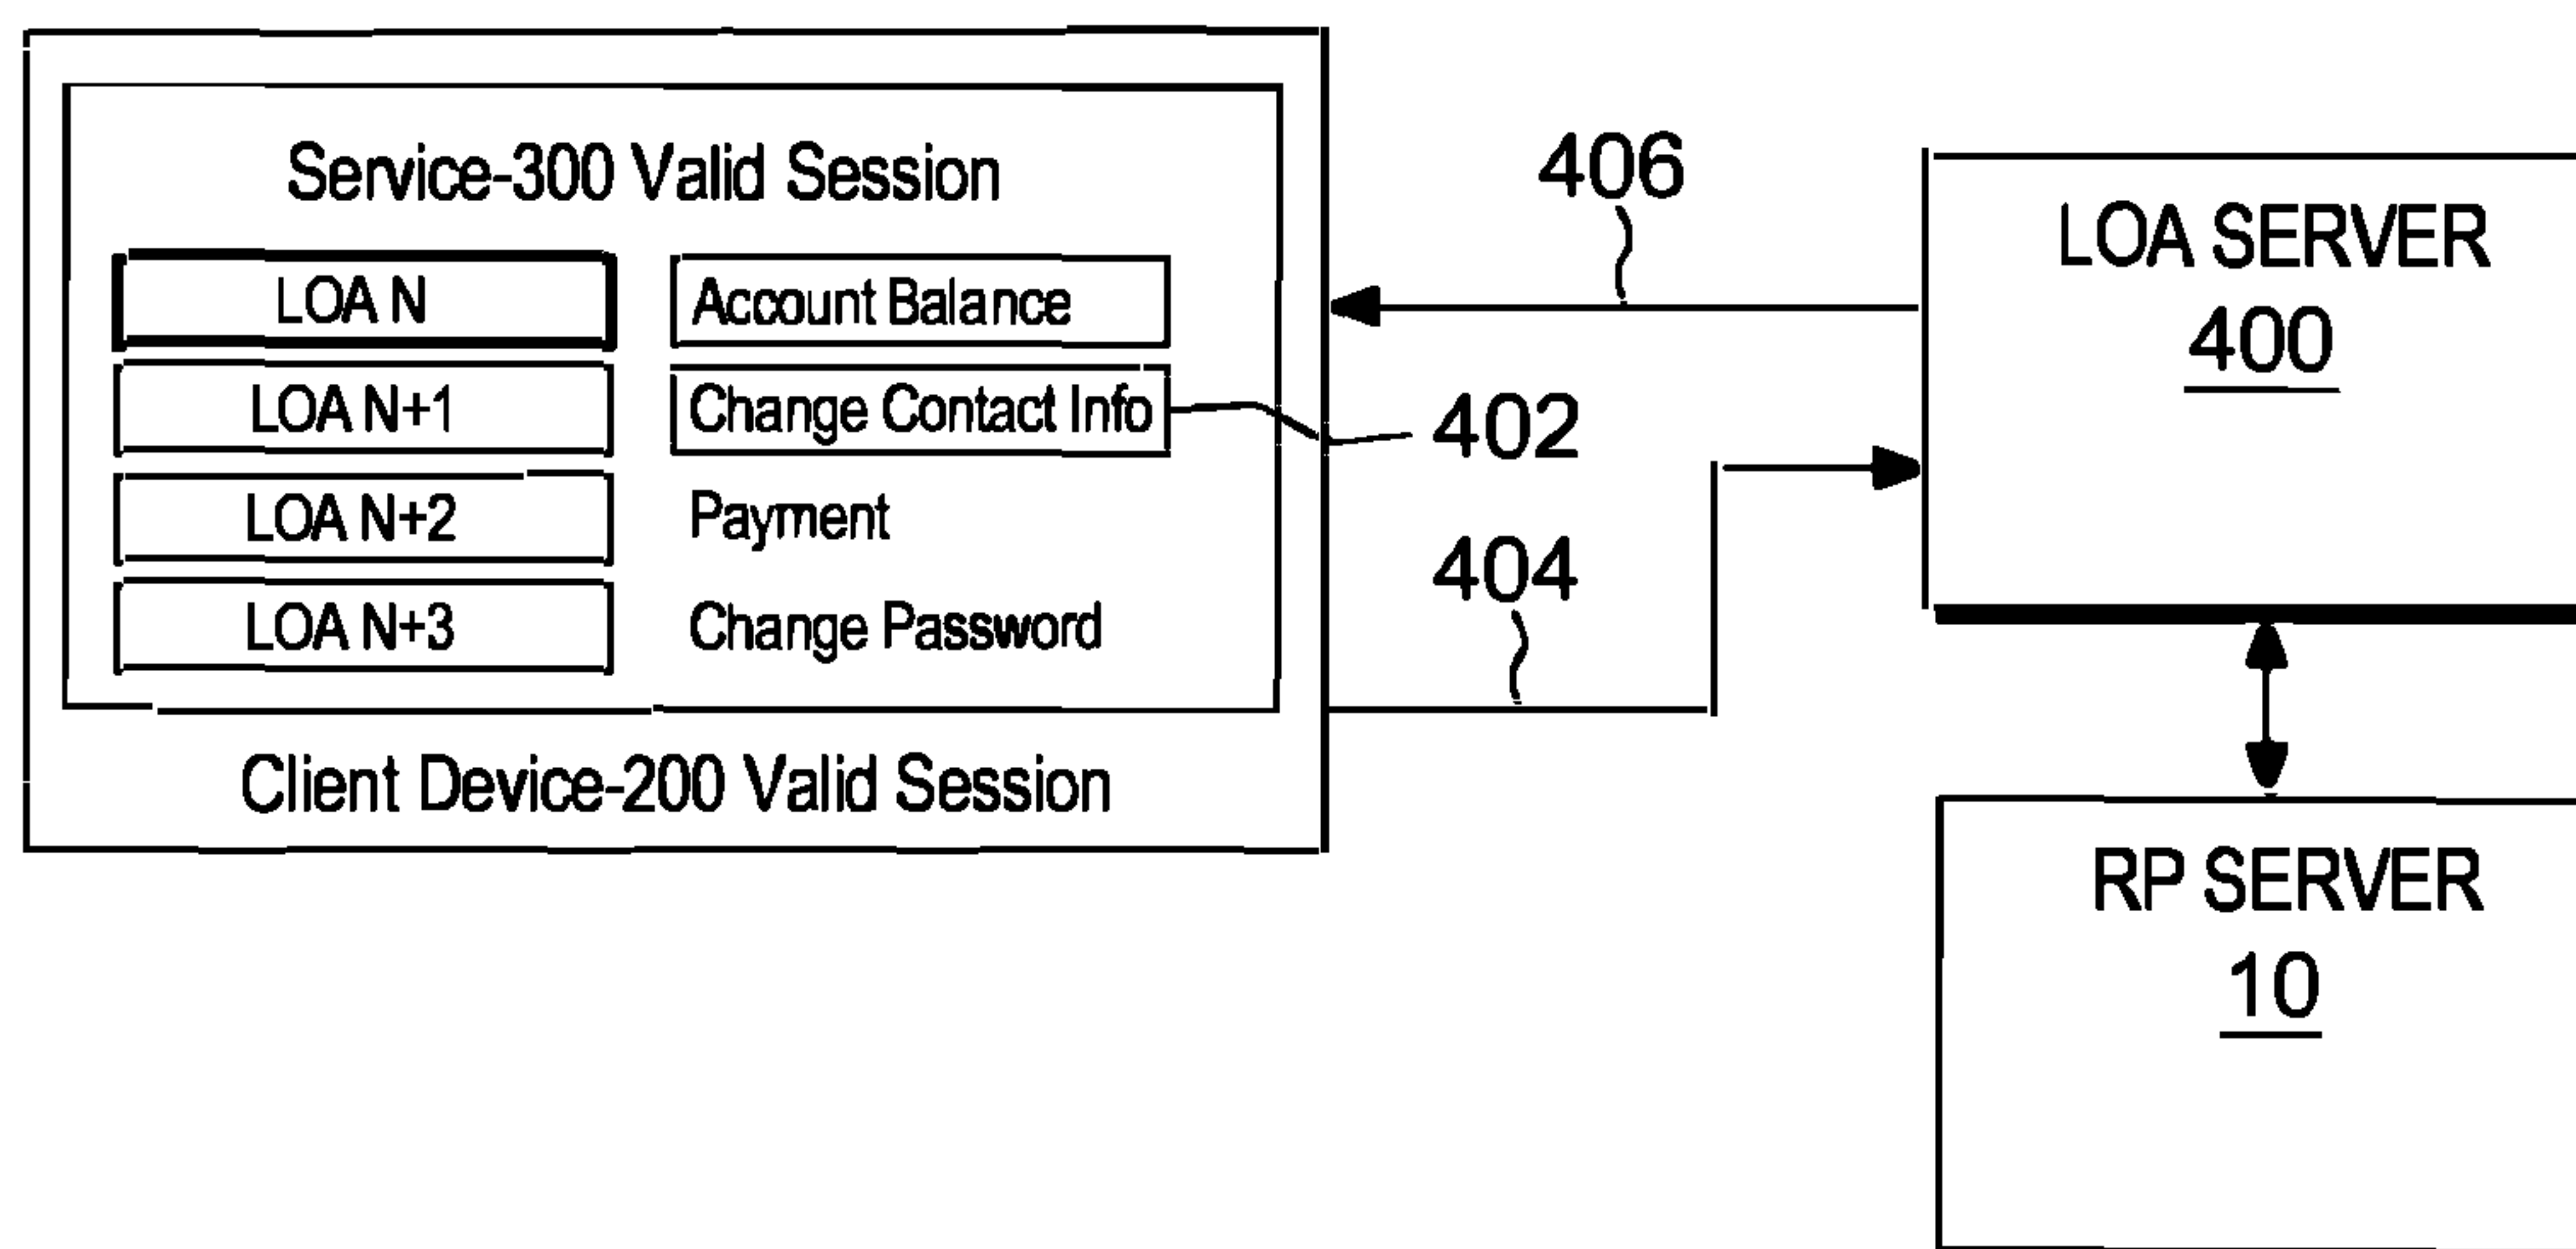 Service-300 Valid Session
LOA N
Account Balance
LOA N+1
Change Contact Info
LOA N+2
Payment
LOA N+3
Change Password
Client Device-200 Valid Session
406
402
404
LOA SERVER
400
RP SERVER
10